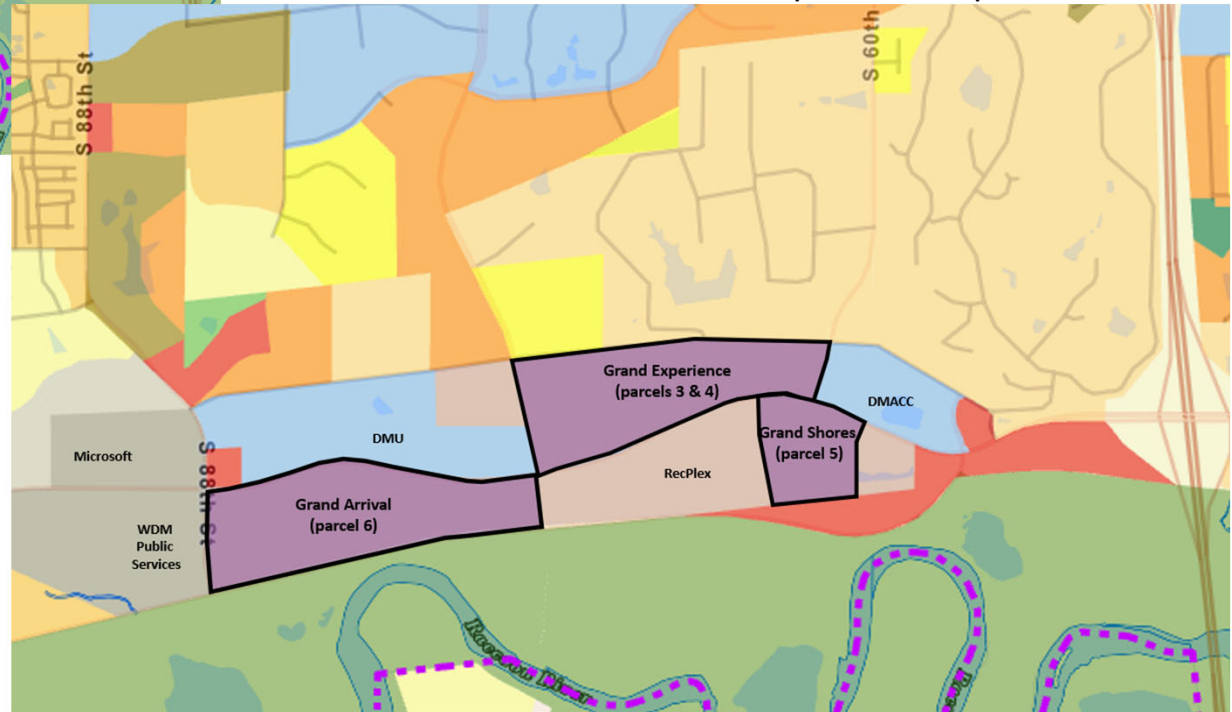 S 88th St
S 60th
Grand Experience
(parcels 3 & 4)
DMACC
DMU
Grand Shores
(parcel 5)
Microsoft
RecPlex
S 88th St
Grand Arrival
(parcel 6)
WDM
Public
Services
Raccoon River